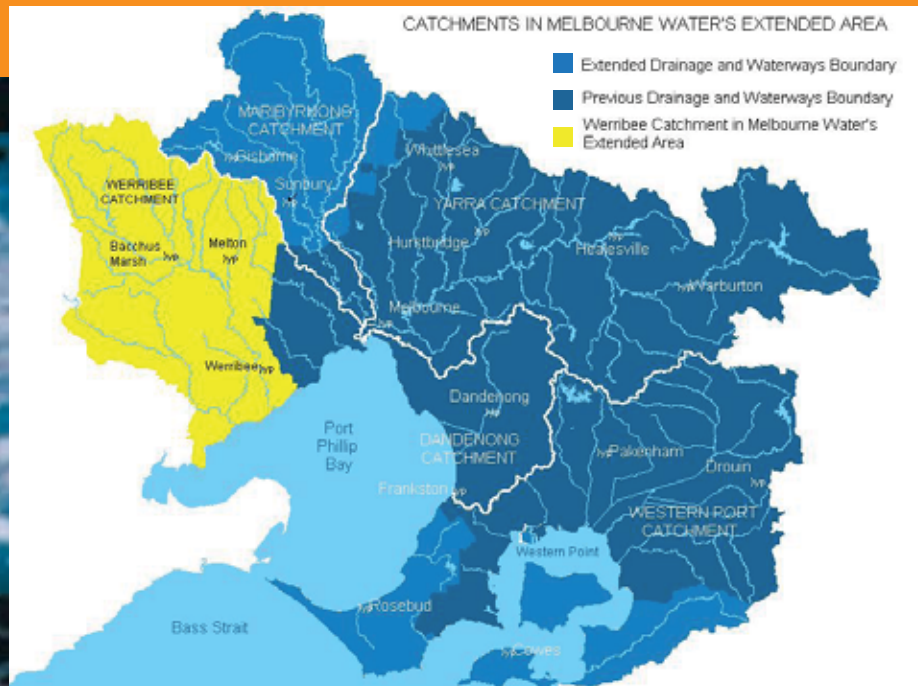 CATCHMENTS IN MELBOURNE WATER'S EXTENDED AREA
Extended Drainage and Waterways Boundary
Previous Drainage and Waterways Boundary
Werribee Catchment in Melbourne Water's
Extended Area
MARIBYRNONG
CATCHMENT
Gisborne
Sunbury
Whittlesea
WERRIBEE
CATCHMENT
YARRA CATCHMENT
Bacchus
Marsh
Melton
Hurstbridge
Healesville
Warburton
Melbourne
Werribee
Dandenong
Port
Phillip
Bay
DANDENONG
CATCHMENT
Pakenham
Drouin
Frankston
WESTERN PORT
CATCHMENT
Western Point
Rosebud
Bass Strait
Cowes